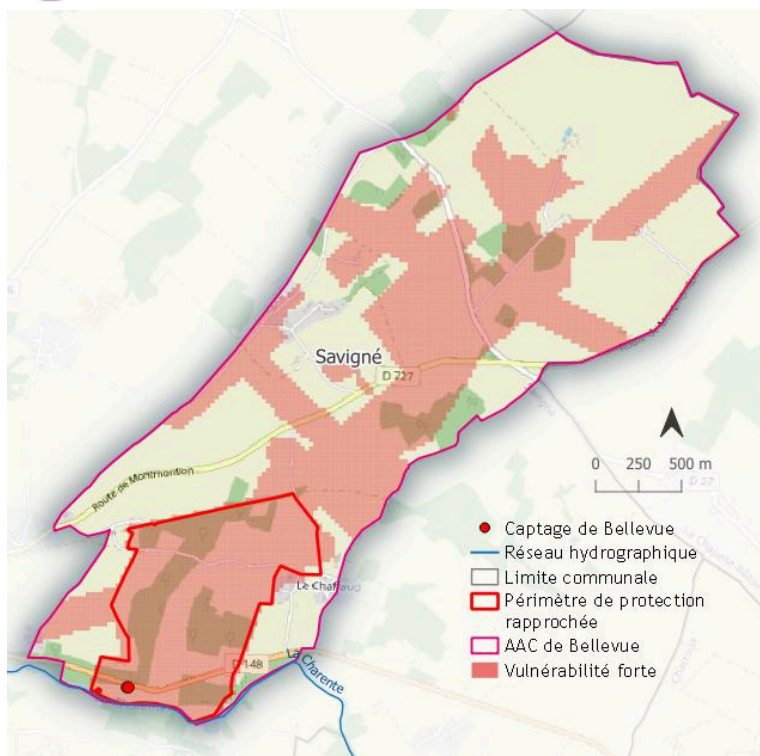 Savigné
D 727
Route de Montmorillon
0 250 500 m
D 27
Captage de Bellevue
Réseau hydrographique
Limite communale
Périmètre de protection
rapprochée
AAC de Bellevue
Vulnérabilité forte
Le Chaffaud
D 148
La Charente
Charroux